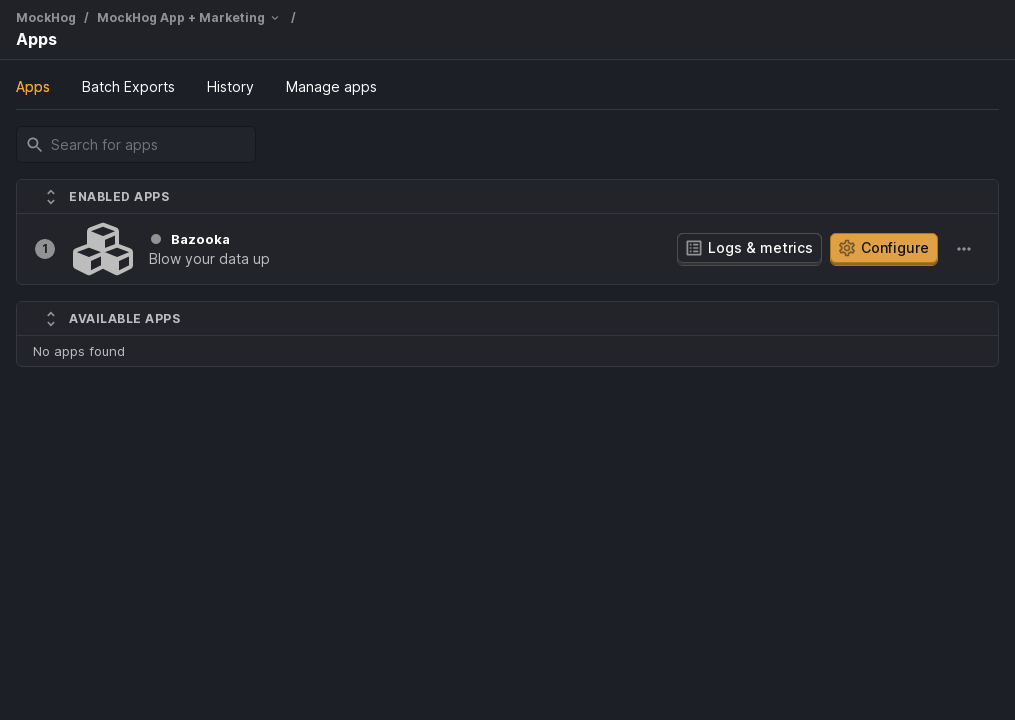 MockHog / MockHog App + Marketing /
Apps
Apps Batch Exports History Manage apps
Search for apps
ENABLED APPS
1 Bazooka
Blow your data up
Logs & metrics Configure
AVAILABLE APPS
No apps found